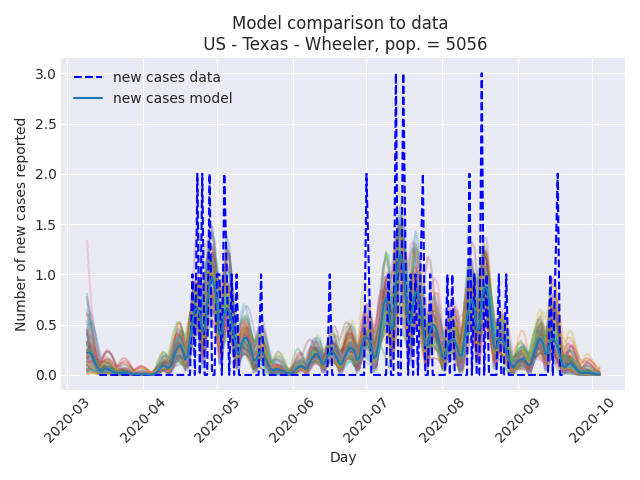 Model comparison to data
US - Texas - Wheeler, pop. = 5056
new cases data
new cases model
Number of new cases reported
3.0
2.5
2.0
1.5
1.0
0.5
0.0
2020-03
2020-04
2020-05
2020-06
2020-07
2020-08
2020-09
2020-10
Day